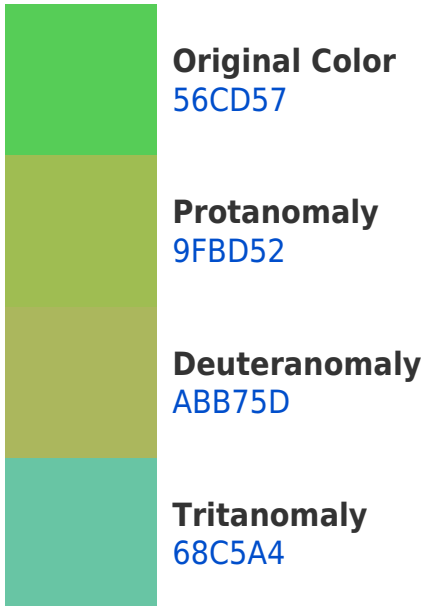 Original Color
56CD57
Protanomaly
9FBD52
Deuteranomaly
ABB75D
Tritanomaly
68C5A4